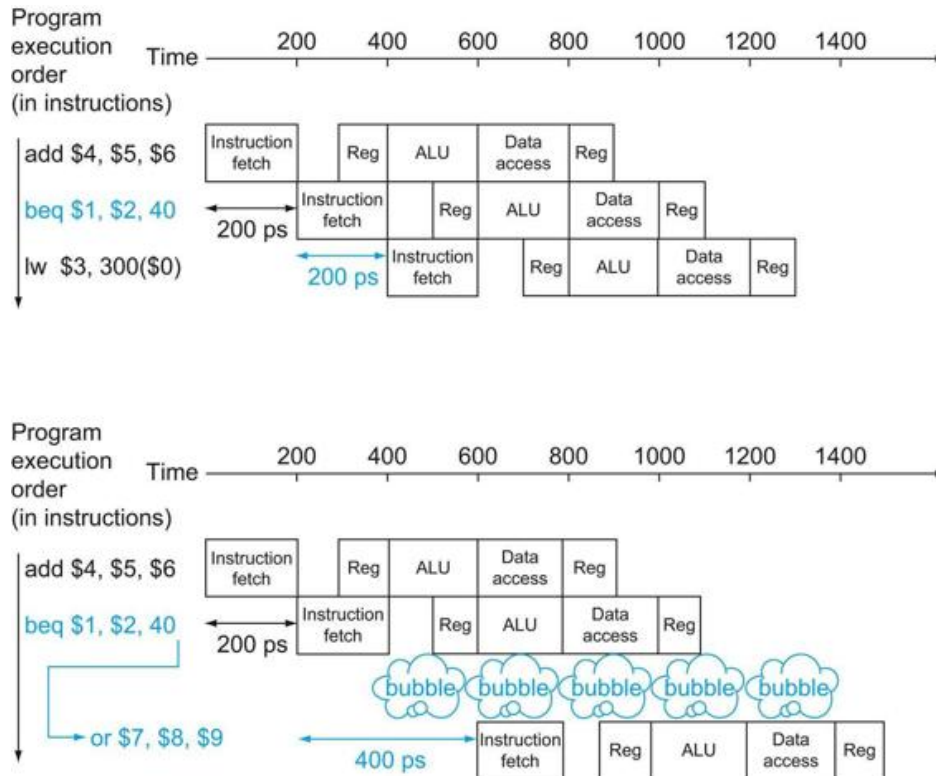 Program
execution
order
(in instructions)
Time
200 400 600 800 1000 1200 1400
add $4, $5, $6
Instruction
fetch
Reg
ALU
Data
access
Reg
beq $1, $2, 40
200 ps
Instruction
fetch
Reg
ALU
Data
access
Reg
lw $3, 300($0)
200 ps
Instruction
fetch
Reg
ALU
Data
access
Reg
Program
execution
order
(in instructions)
Time
200 400 600 800 1000 1200 1400
add $4, $5, $6
Instruction
fetch
Reg
ALU
Data
access
Reg
beq $1, $2, 40
200 ps
Instruction
fetch
Reg
ALU
Data
access
Reg
bubble bubble bubble bubble bubble
or $7, $8, $9
400 ps
Instruction
fetch
Reg
ALU
Data
access
Reg